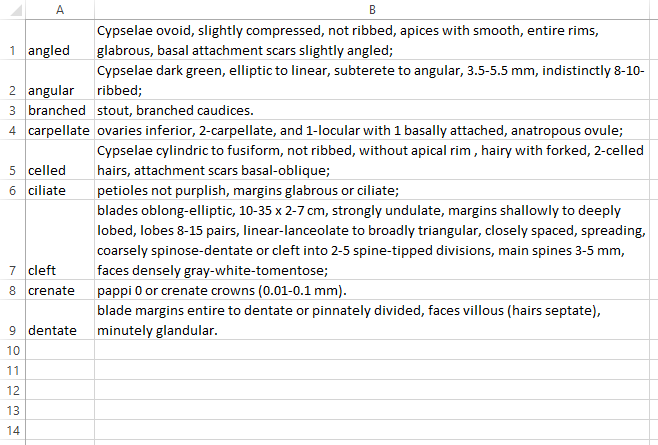 A B
Cypselae ovoid, slightly compressed, not ribbed, apices with smooth, entire rims,
1 angled glabrous, basal attachment scars slightly angled;
Cypselae dark green, elliptic to linear, subterete to angular, 3.5-5.5 mm, indistinctly 8-10-
2 angular ribbed;
3 branched stout, branched caudices.
4 carpellate ovaries inferior, 2-carpellate, and 1-locular with 1 basally attached, anatropous ovule;
Cypselae cylindric to fusiform, not ribbed, without apical rim , hairy with forked, 2-celled
5 celled hairs, attachment scars basal-oblique;
6 ciliate petioles not purplish, margins glabrous or ciliate;
blades oblong-elliptic, 10-35 x 2-7 cm, strongly undulate, margins shallowly to deeply
lobed, lobes 8-15 pairs, linear-lanceolate to broadly triangular, closely spaced, spreading,
coarsely spinose-dentate or cleft into 2-5 spine-tipped divisions, main spines 3-5 mm,
7 cleft faces densely gray-white-tomentose;
8 crenate pappi 0 or crenate crowns (0.01-0.1 mm).
blade margins entire to dentate or pinnately divided, faces villous (hairs septate),
9 dentate minutely glandular.
10
11
12
13
14